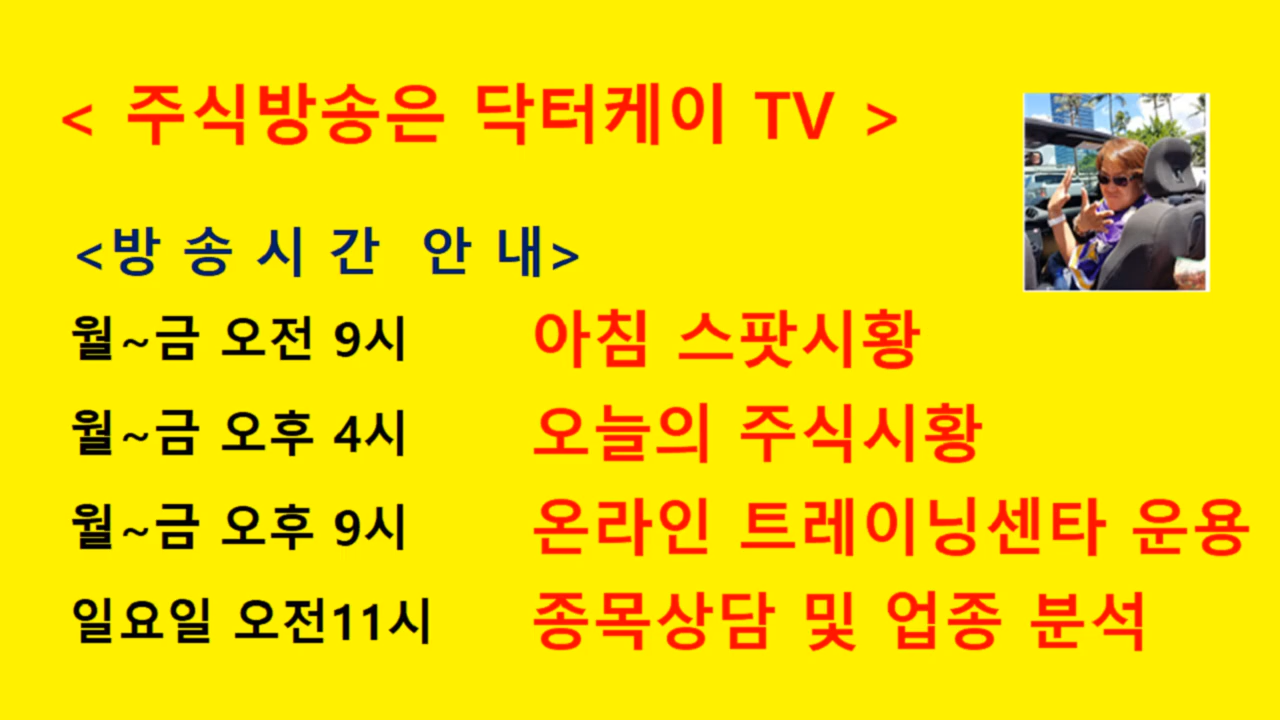 < 주식방송은 닥터케이 TV >
<방 송 시 간 안 내>
월~금 오전 9시 아침 스팟시황
월~금 오후 4시 오늘의 주식시황
월~금 오후 9시 온라인 트레이닝센타 운용
일요일 오전11시 종목상담 및 업종 분석